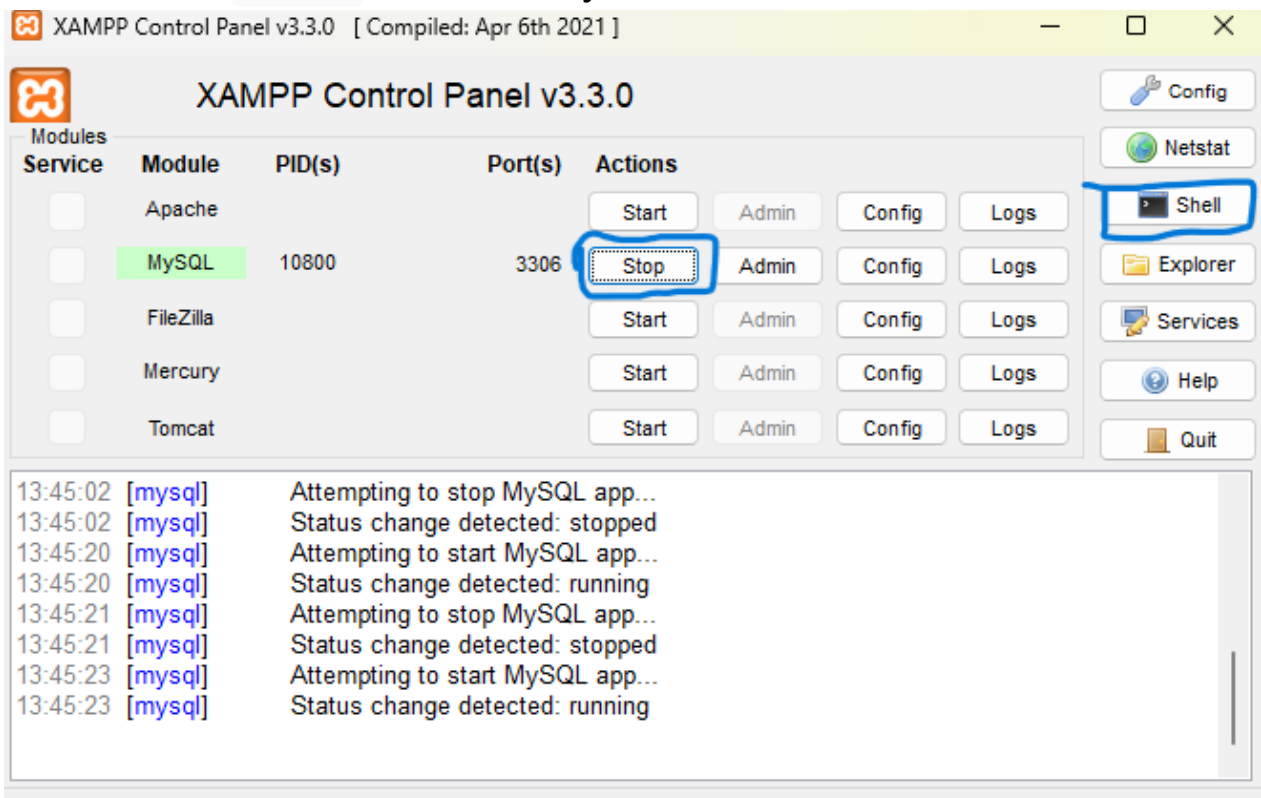 XAMPP Control Panel v3.3.0 [ Compiled: Apr 6th 2021 ]
XAMPP Control Panel v3.3.0
Config
Modules
Service Module PID(s) Port(s) Actions
Netstat
Apache Start Admin Config Logs
Shell
MySQL 10800 3306 Stop Admin Config Logs
Explorer
FileZilla Start Admin Config Logs
Services
Mercury Start Admin Config Logs
Help
Tomcat Start Admin Config Logs
Quit
13:45:02 [mysql] Attempting to stop MySQL app...
13:45:02 [mysql] Status change detected: stopped
13:45:20 [mysql] Attempting to start MySQL app...
13:45:20 [mysql] Status change detected: running
13:45:21 [mysql] Attempting to stop MySQL app...
13:45:21 [mysql] Status change detected: stopped
13:45:23 [mysql] Attempting to start MySQL app...
13:45:23 [mysql] Status change detected: running